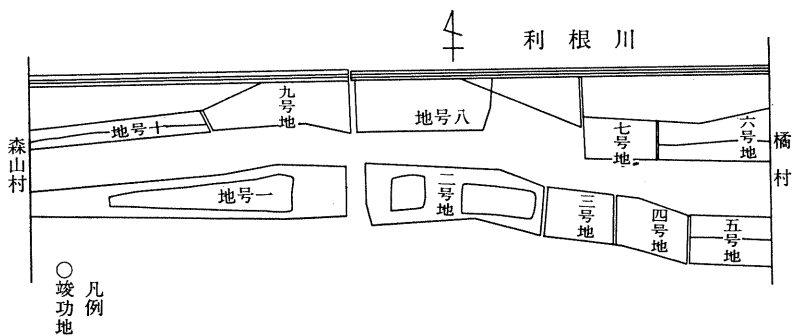 利根川
九号地
地号八
地号十
七号地
六号地
森山村
橘村
地号一
二号地
三号地
四号地
五号地
凡例
○竣功地